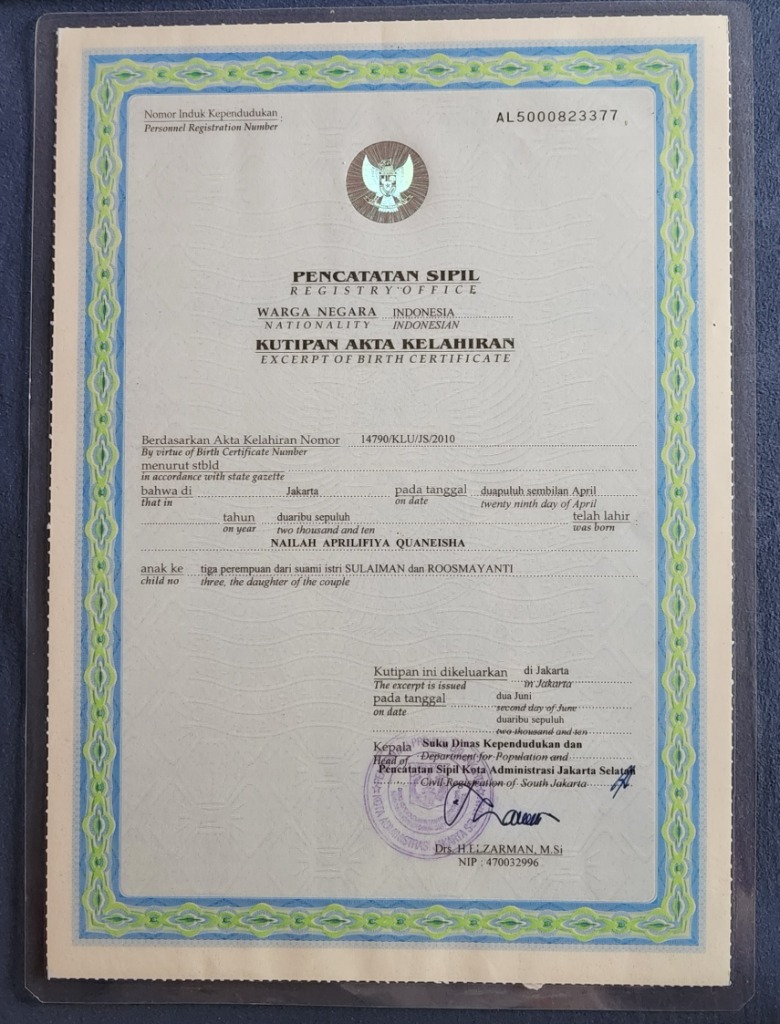 Nomor Induk Kependudukan :
Personnel Registration Number
AL5000823377
PENCATATAN SIPIL
REGISTRY OFFICE
WARGA NEGARA INDONESIA
NATIONALITY INDONESIAN
KUTIPAN AKTA KELAHIRAN
EXCERPT OF BIRTH CERTIFICATE
Berdasarkan Akta Kelahiran Nomor 14790/KLU/JS/2010
By virtue of Birth Certificate Number
menurut stbld
in accordance with state gazette
bahwa di Jakarta pada tanggal duapuluh sembilan April
that in on date twenty ninth day of April
tahun duaribu sepuluh telah lahir
on year two thousand and ten was born
NAILAH APRILIFIYA QUANEISHA
anak ke tiga perempuan dari suami istri SULAIMAN dan ROOSMAYANTI
child no three, the daughter of the couple
Kutipan ini dikeluarkan di Jakarta
The excerpt is issued in Jakarta
pada tanggal dua Juni
on date second day of June
duaribu sepuluh
two thousand and ten
Kepala Suku Dinas Kependudukan dan
Head of Department for Population and
Pencatatan Sipil Kota Administrasi Jakarta Selatan
Civil Registration of South Jakarta
Drs. H.ELZARMAN, M.Si
NIP : 470032996